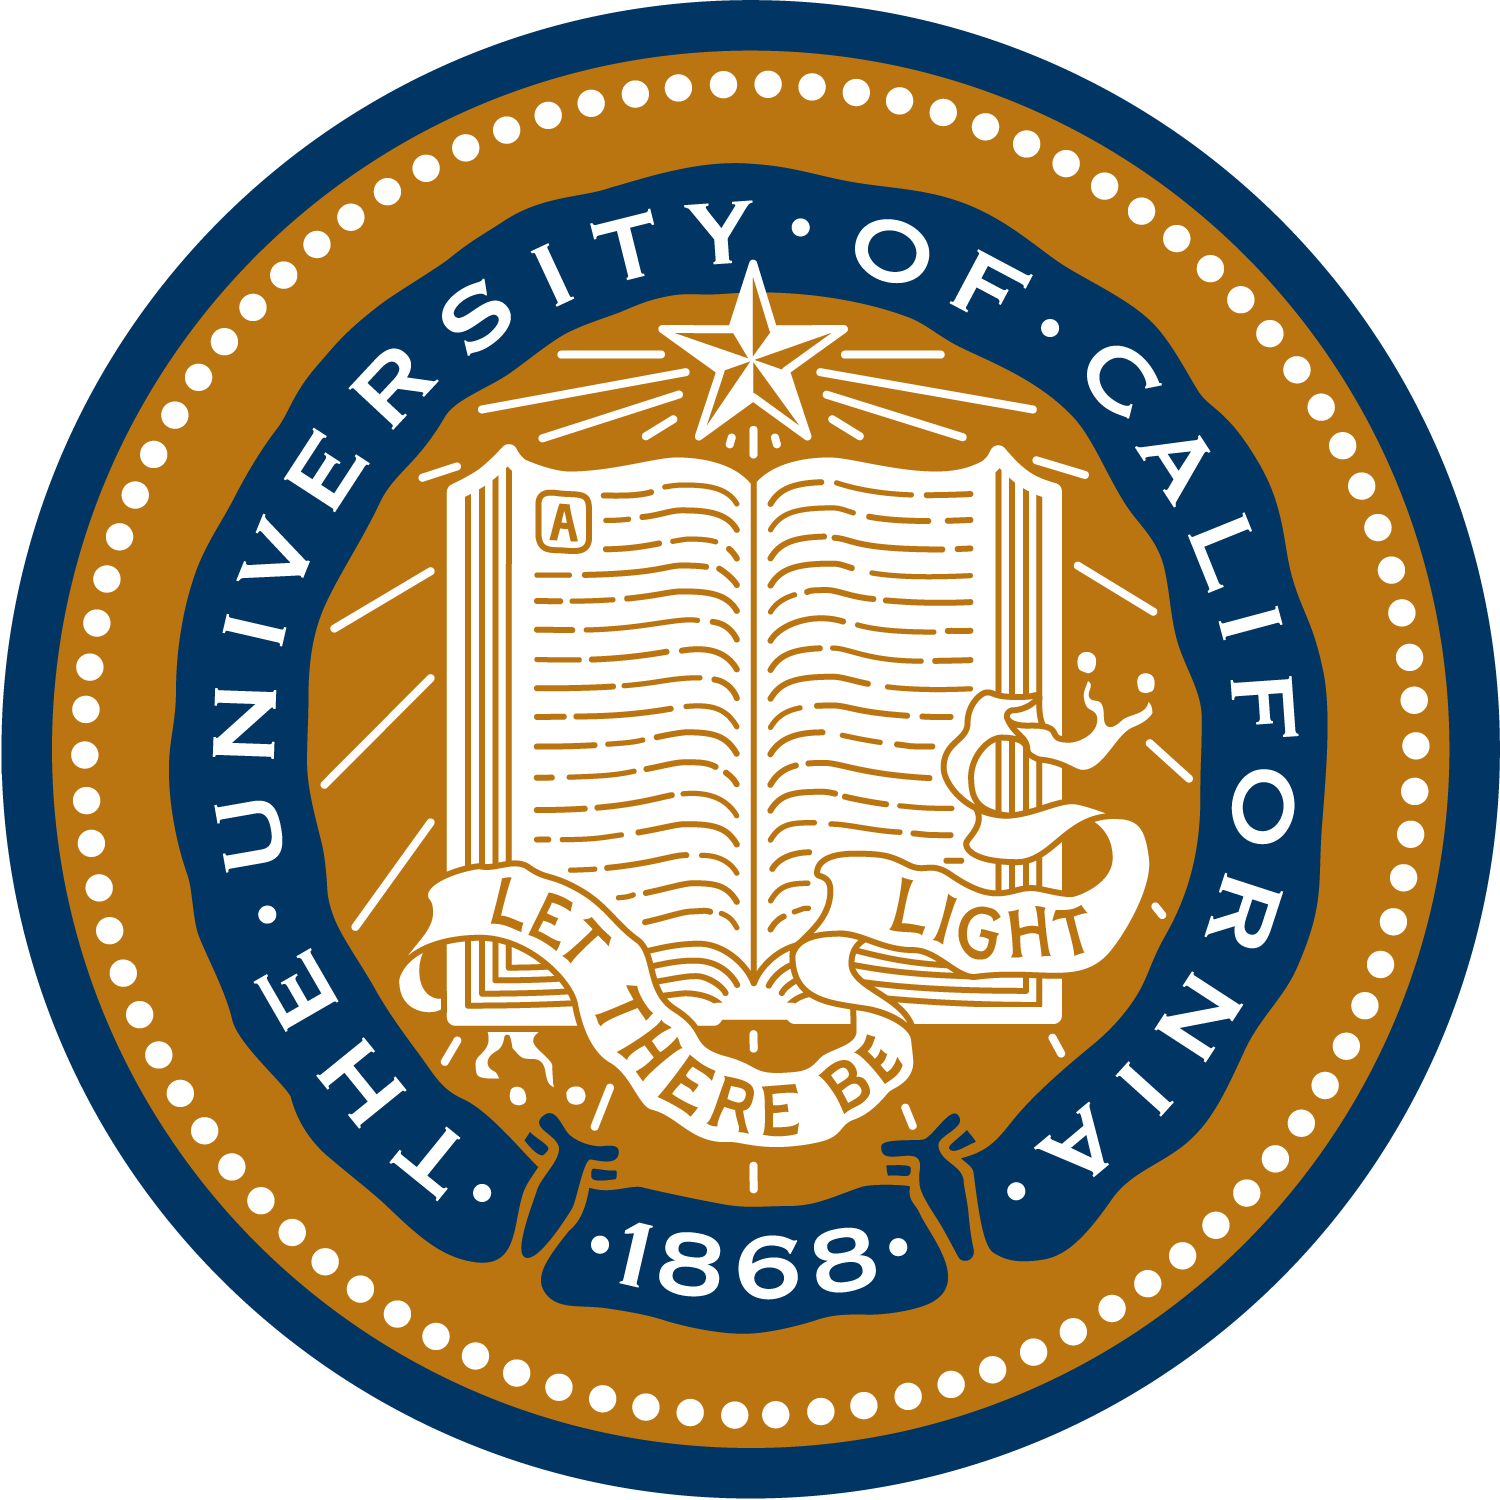 ·THE·UNIVERSITY·OF·CALIFORNIA·
A
LET THERE BE
LIGHT
·1868·